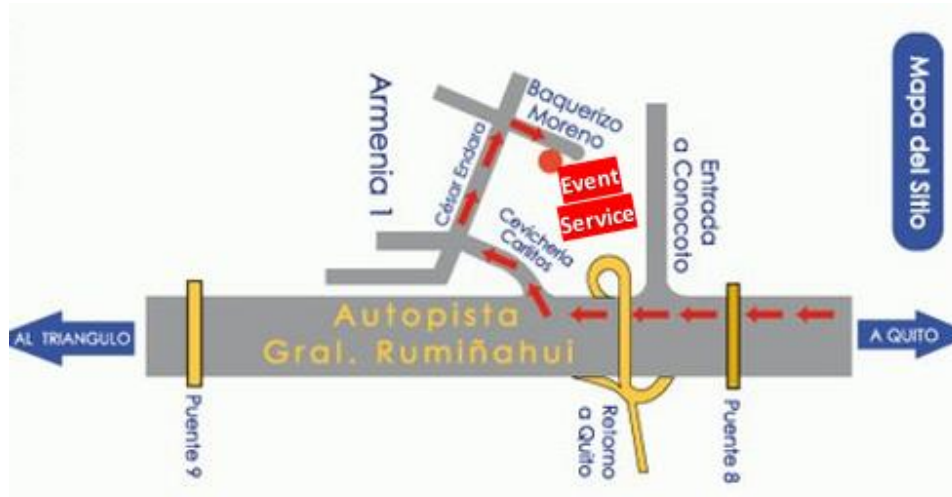 Mapa del Sitio
Armenia 1
César Endara
Baquerizo
Moreno
Event
Service
Cevichería
Carlitos
Entrada
a Conocoto
AL TRIANGULO
Autopista
Gral. Rumiñahui
A QUITO
Puente 9
Retorno
a Quito
Puente 8